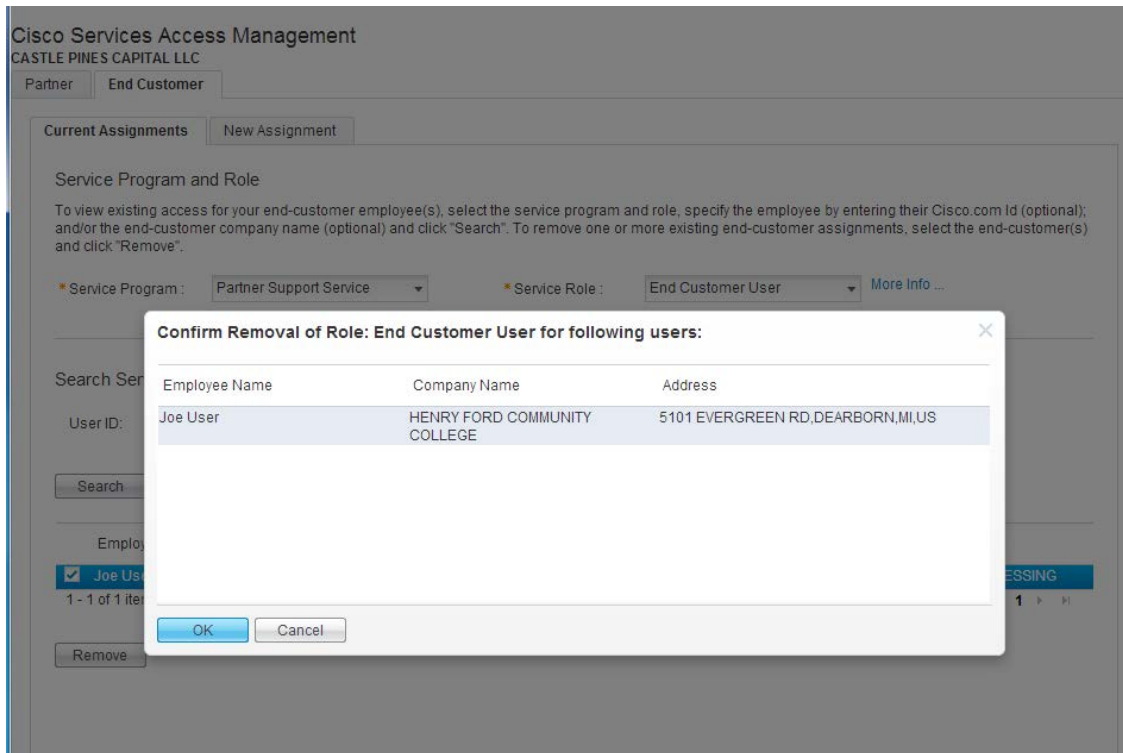 Cisco Services Access Management
CASTLE PINES CAPITAL LLC
Partner End Customer
Current Assignments New Assignment
Service Program and Role
To view existing access for your end-customer employee(s), select the service program and role, specify the employee by entering their Cisco.com Id (optional);
and/or the end-customer company name (optional) and click "Search". To remove one or more existing end-customer assignments, select the end-customer(s)
and click "Remove".
* Service Program : Partner Support Service * Service Role : End Customer User More Info ...
Confirm Removal of Role: End Customer User for following users:
Search Ser
Employee Name Company Name Address
User ID:
Joe User HENRY FORD COMMUNITY 5101 EVERGREEN RD,DEARBORN,MI,US
COLLEGE
Search
Employ
Joe Use ESSING
1 - 1 of 1 ite 1
OK Cancel
Remove